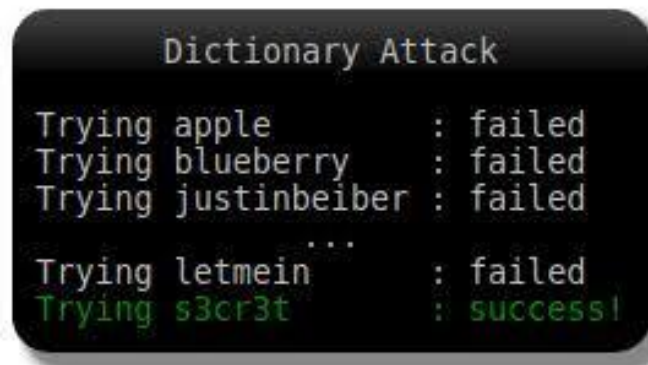 Dictionary Attack
Trying apple : failed
Trying blueberry : failed
Trying justinbeiber : failed
...
Trying letmein : failed
Trying s3cr3t : success!